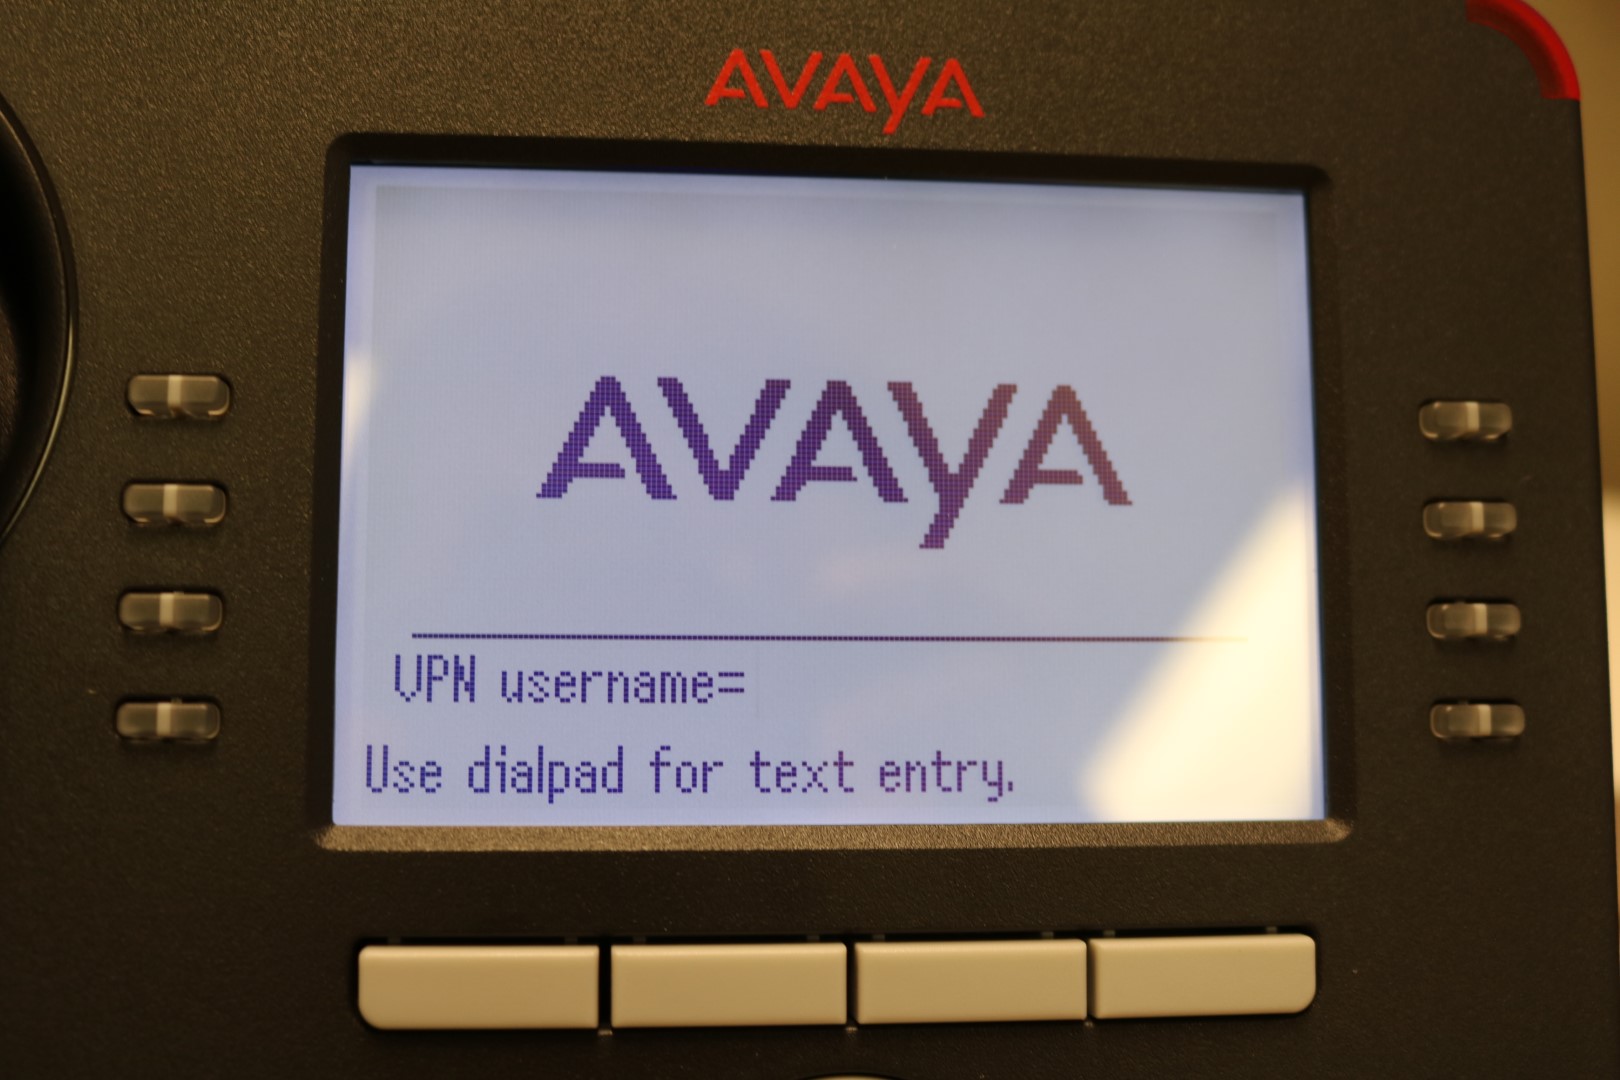 AVAYA
AVAYA
VPN username=
Use dialpad for text entry.